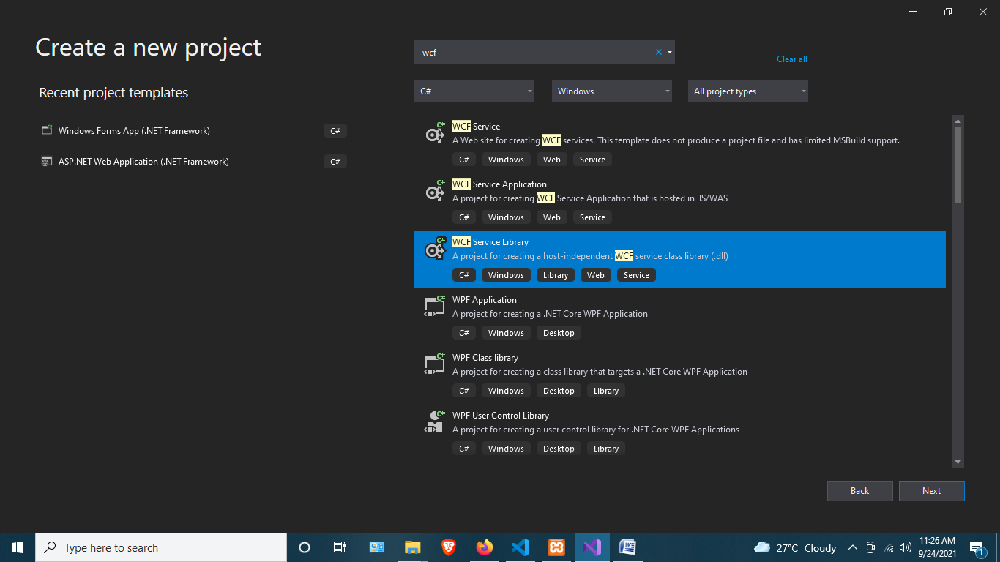 Create a new project
Recent project templates
Windows Forms App (.NET Framework) C#
ASP.NET Web Application (.NET Framework) C#
wcf
Clear all
C# Windows All project types
WCF Service
A Web site for creating WCF services. This template does not produce a project file and has limited MSBuild support.
C# Windows Web Service
WCF Service Application
A project for creating WCF Service Application that is hosted in IIS/WAS
C# Windows Web Service
WCF Service Library
A project for creating a host-independent WCF service class library (.dll)
C# Windows Library Web Service
WPF Application
A project for creating a .NET Core WPF Application
C# Windows Desktop
WPF Class library
A project for creating a class library that targets a .NET Core WPF Application
C# Windows Desktop Library
WPF User Control Library
A project for creating a user control library for .NET Core WPF Applications
C# Windows Desktop Library
Back Next
Type here to search
27°C Cloudy
11:26 AM
9/24/2021
1